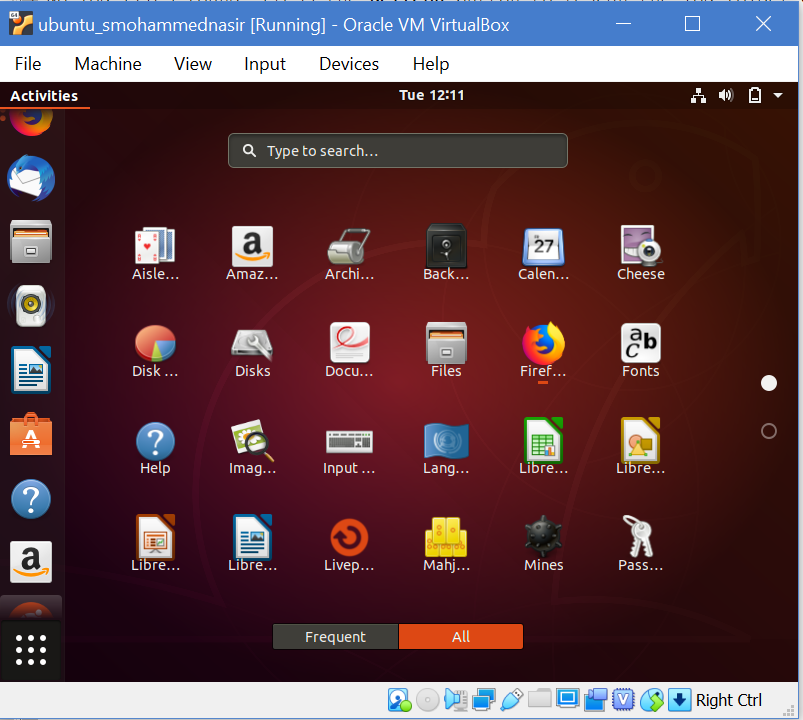 ubuntu_smohammednasir [Running] - Oracle VM VirtualBox
File Machine View Input Devices Help
Activities Tue 12:11
Type to search...
27
Aisle... Amaz... Archi... Back... Calen... Cheese
Disk ... Disks Docu... Files Firef... Fonts
Help Imag... Input ... Lang... Libre... Libre...
Libre... Libre... Livep... Mahj... Mines Pass...
Frequent All
Right Ctrl